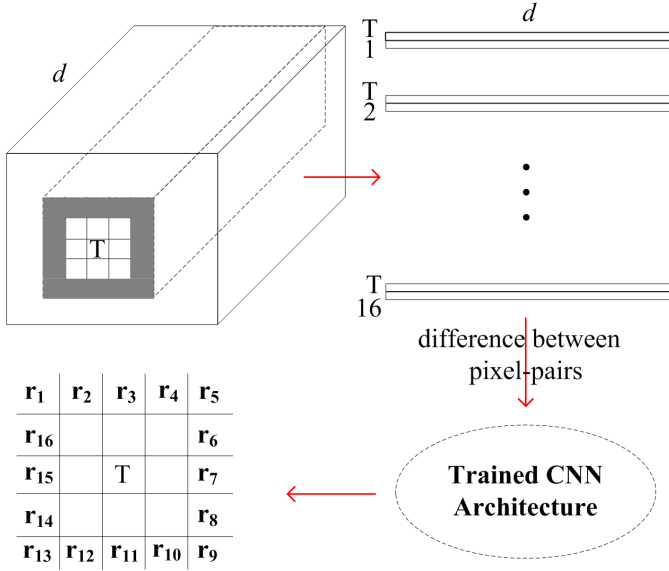 d
T
d
T
1
T
2
T
16
difference between
pixel-pairs
Trained CNN
Architecture
r1 r2 r3 r4 r5
r16 r6
r15 T r7
r14 r8
r13 r12 r11 r10 r9